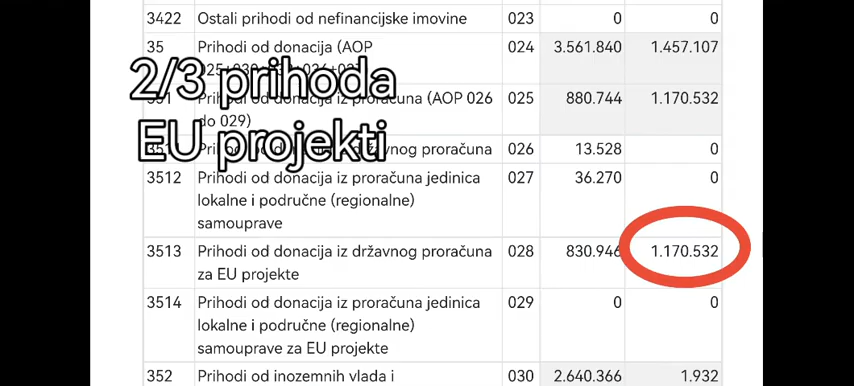 3422 Ostali prihodi od nefinancijske imovine 023 0 0
35 Prihodi od donacija (AOP 024 3.561.840 1.457.107
2/3 prihoda
EU projekti
Prihodi od donacija iz proračuna (AOP 026 025 880.744 1.170.532
do 029)
državnog proračuna 026 13.528 0
3512 Prihodi od donacija iz proračuna jedinica 027 36.270 0
lokalne i područne (regionalne)
samouprave
3513 Prihodi od donacija iz državnog proračuna 028 830.946 1.170.532
za EU projekte
3514 Prihodi od donacija iz proračuna jedinica 029 0 0
lokalne i područne (regionalne)
samouprave za EU projekte
352 Prihodi od inozemnih vlada i 030 2.640.366 1.932